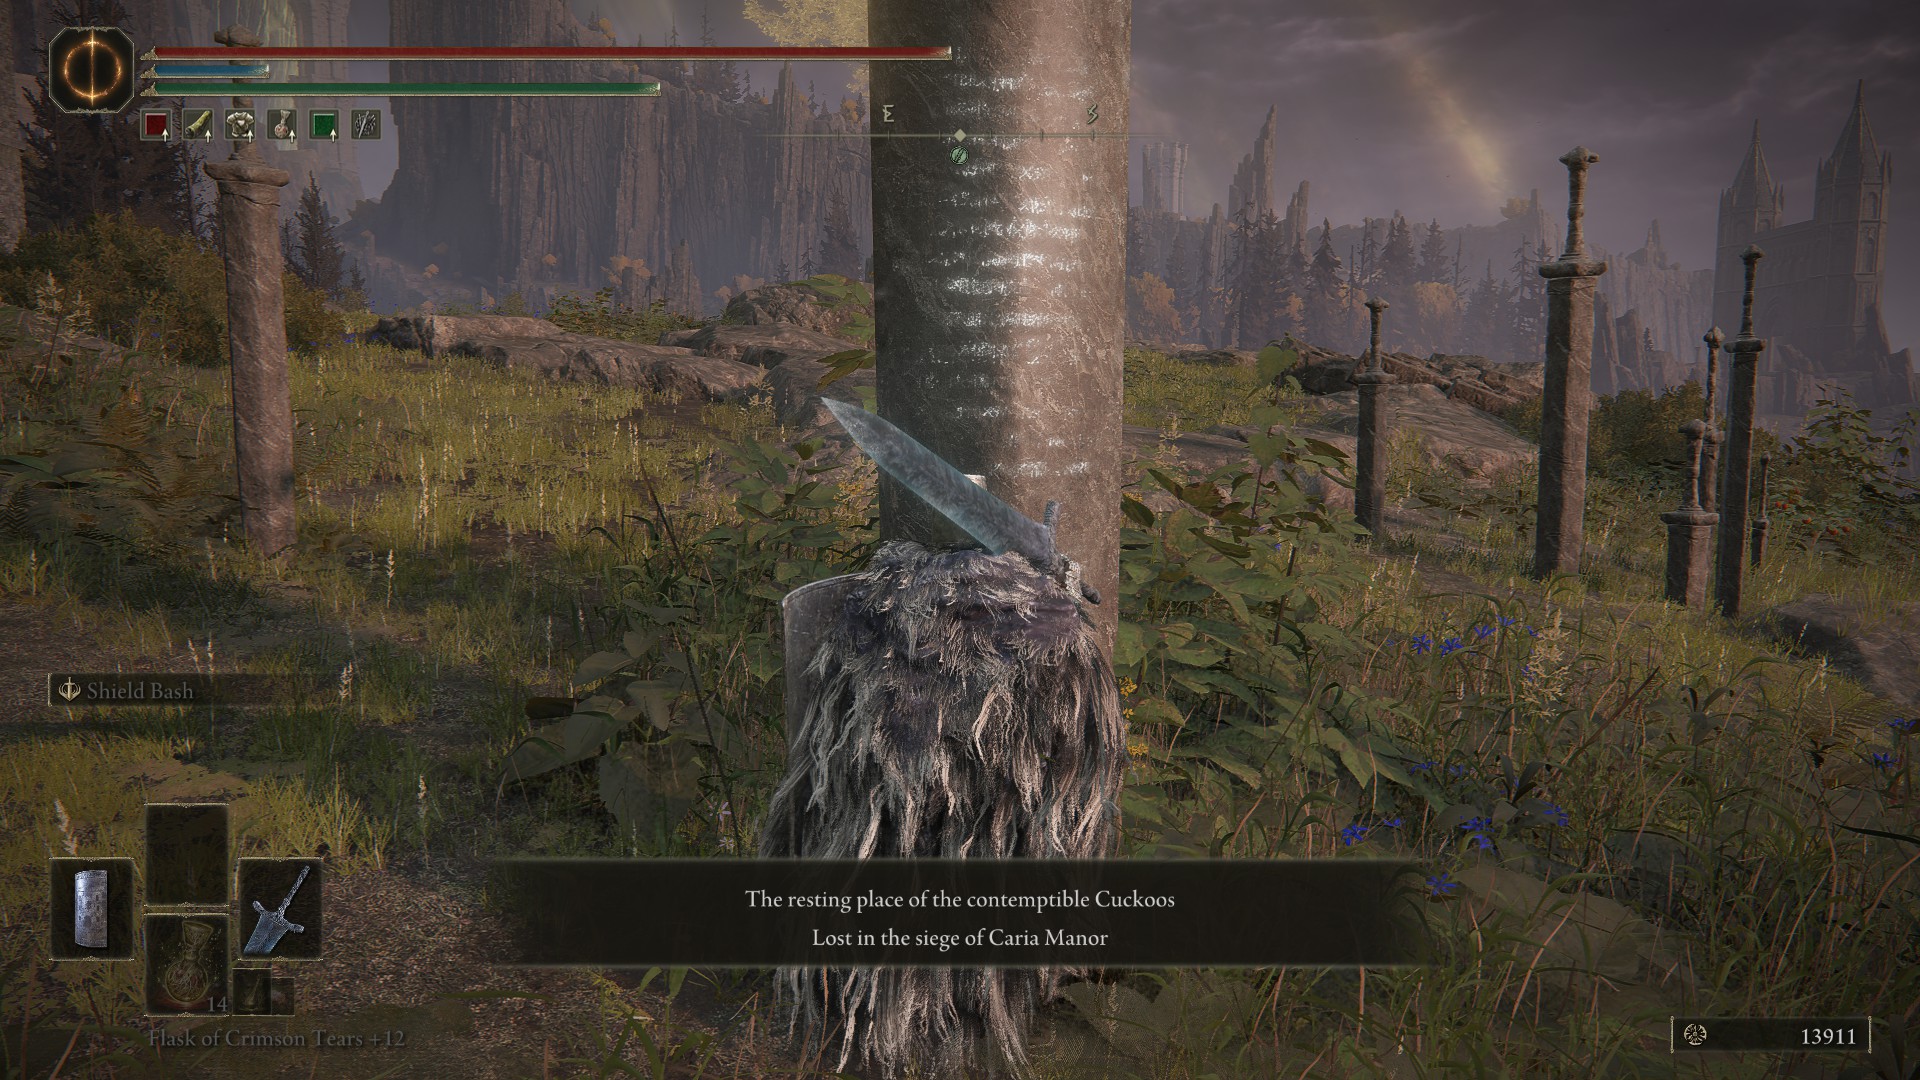 E
S
Shield Bash
14
Flask of Crimson Tears +12
The resting place of the contemptible Cuckoos
Lost in the siege of Caria Manor
13911